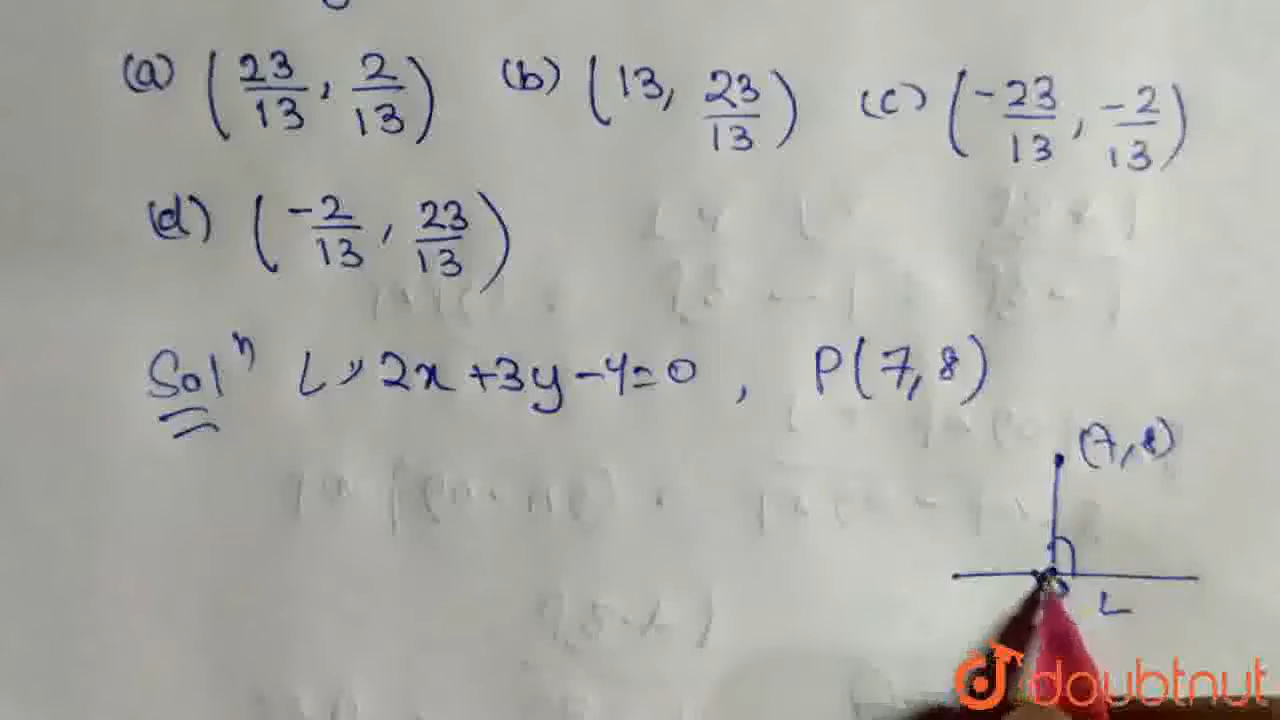 (a) (23/13, 2/13) (b) (13, 23/13) (c) (-23/13, -2/13)
(d) (-2/13, 23/13)
Solⁿ L ⇒ 2x+3y-4=0, P(7,8)
(7,8)
L
doubtnut